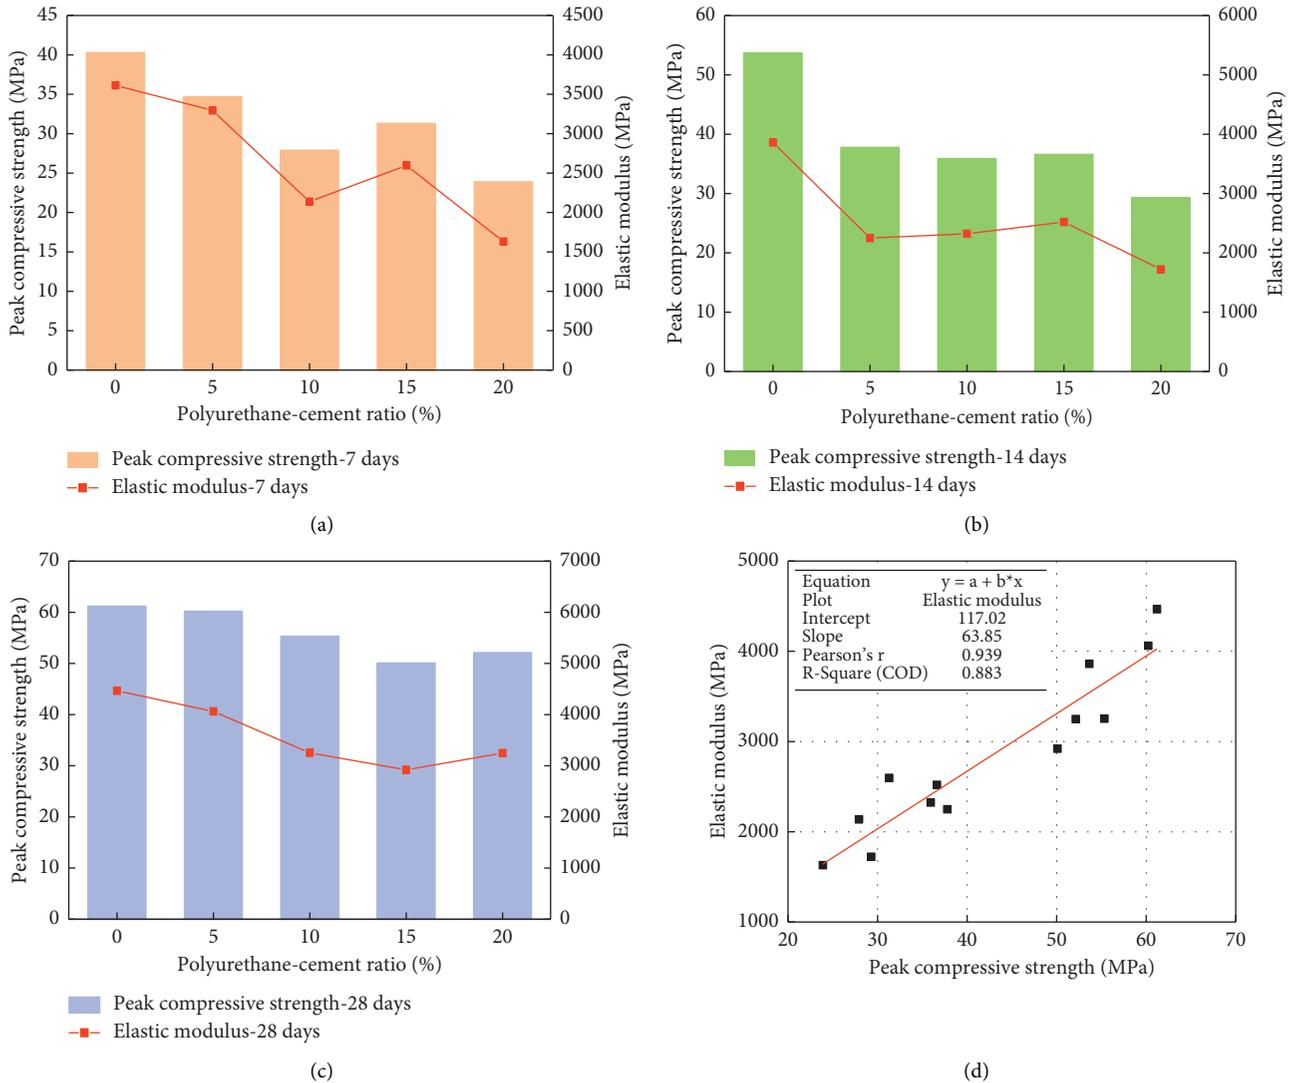 45
40
35
30
25
20
15
10
5
0
Peak compressive strength (MPa)
4500
4000
3500
3000
2500
2000
1500
1000
500
0
Elastic modulus (MPa)
0 5 10 15 20
Polyurethane-cement ratio (%)
Peak compressive strength-7 days
Elastic modulus-7 days
(a)
60
50
40
30
20
10
0
Peak compressive strength (MPa)
6000
5000
4000
3000
2000
1000
0
Elastic modulus (MPa)
0 5 10 15 20
Polyurethane-cement ratio (%)
Peak compressive strength-14 days
Elastic modulus-14 days
(b)
70
60
50
40
30
20
10
0
Peak compressive strength (MPa)
7000
6000
5000
4000
3000
2000
1000
0
Elastic modulus (MPa)
0 5 10 15 20
Polyurethane-cement ratio (%)
Peak compressive strength-28 days
Elastic modulus-28 days
(c)
5000
4000
3000
2000
1000
Elastic modulus (MPa)
Equation y = a + b*x
Plot Elastic modulus
Intercept 117.02
Slope 63.85
Pearson's r 0.939
R-Square (COD) 0.883
20 30 40 50 60 70
Peak compressive strength (MPa)
(d)